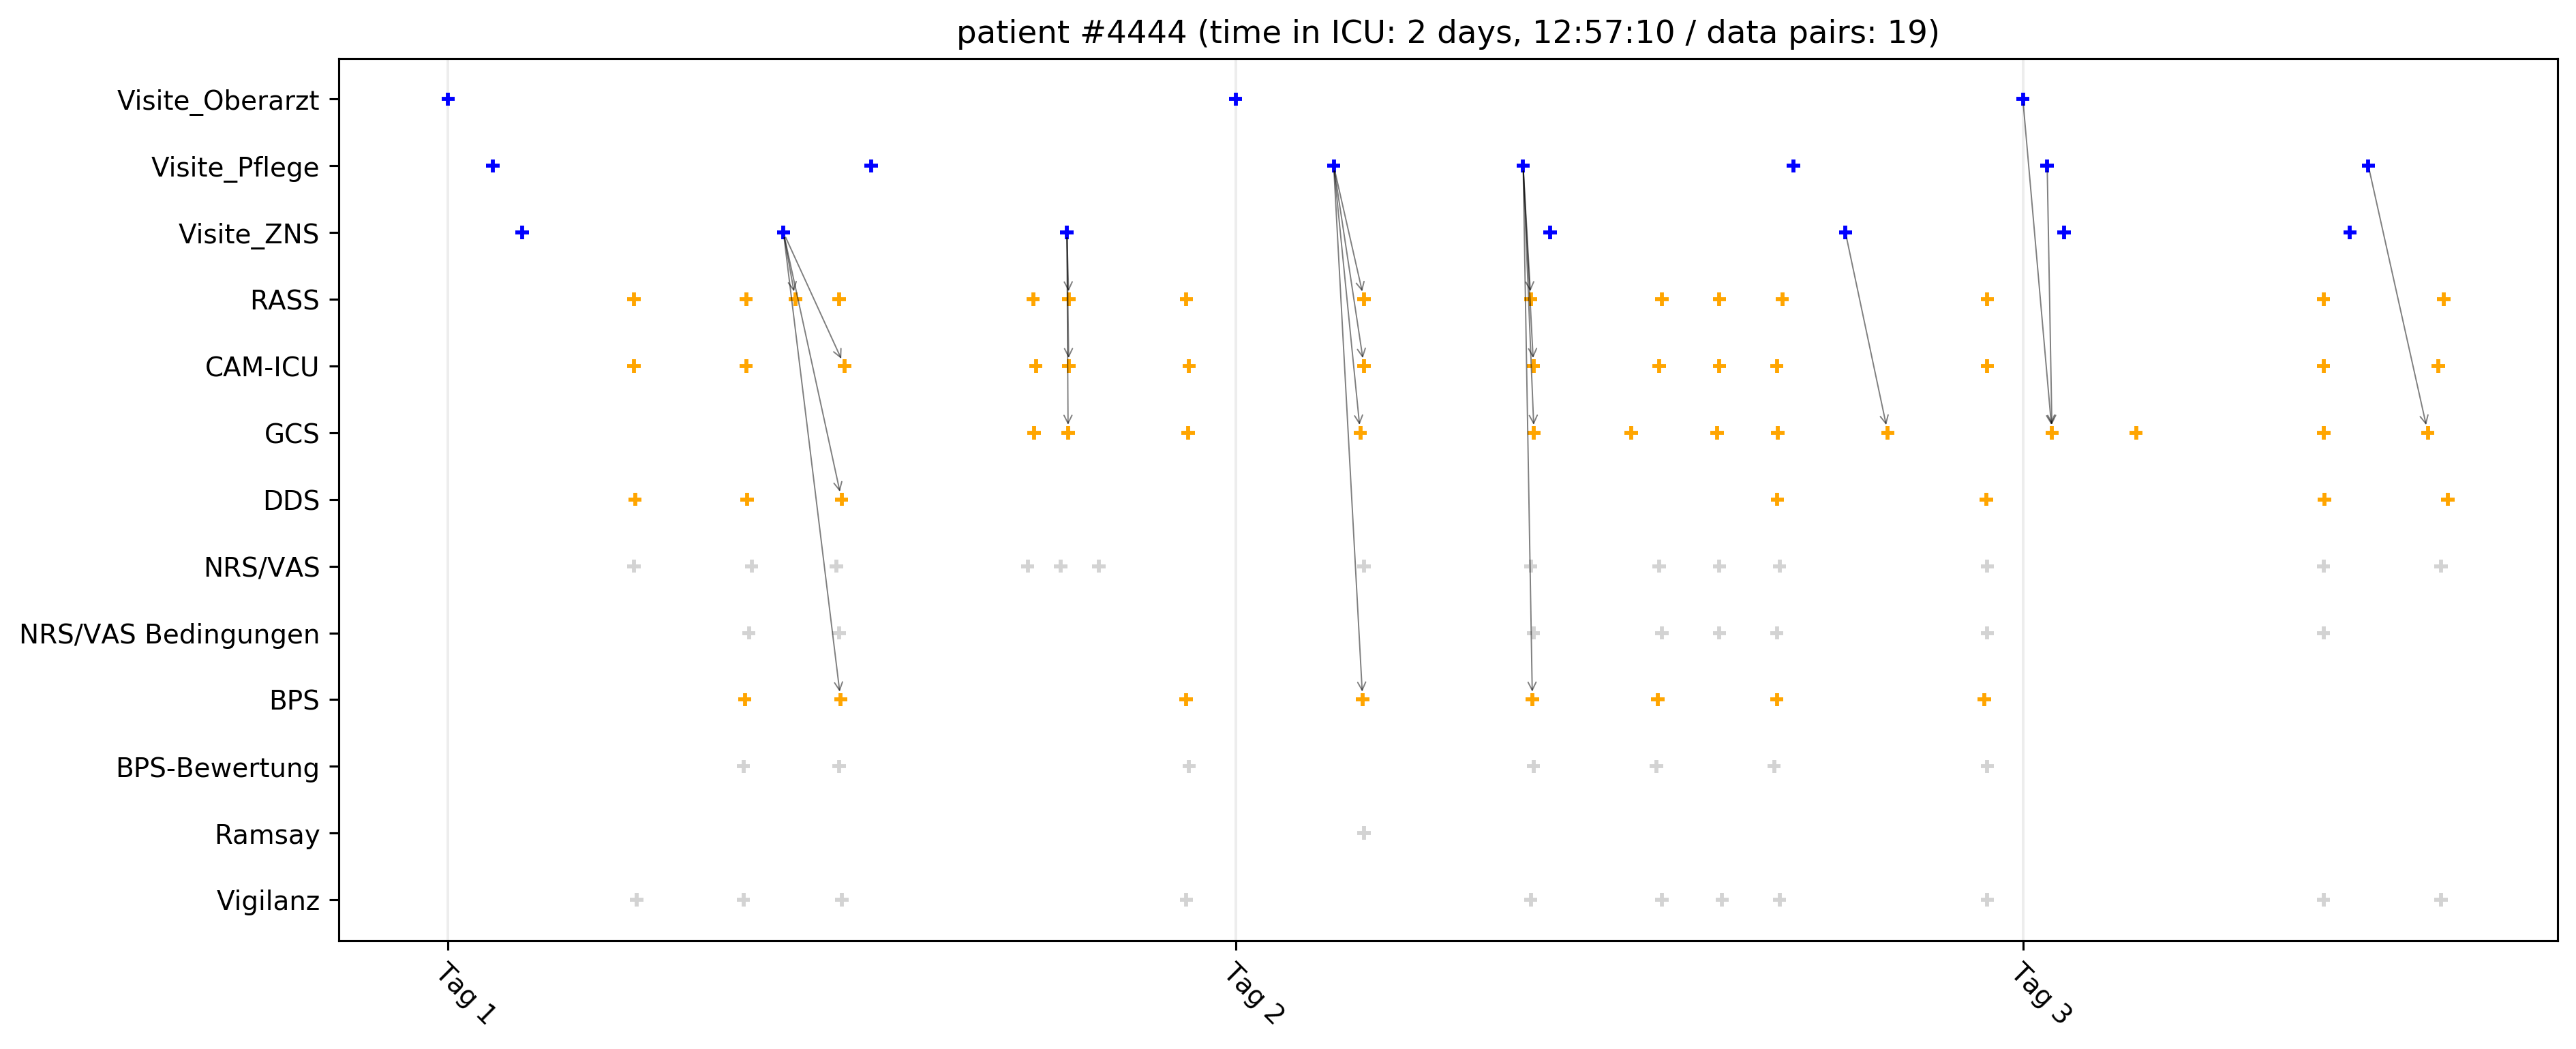 patient #4444 (time in ICU: 2 days, 12:57:10 / data pairs: 19)
Visite_Oberarzt
Visite_Pflege
Visite_ZNS
RASS
CAM-ICU
GCS
DDS
NRS/VAS
NRS/VAS Bedingungen
BPS
BPS-Bewertung
Ramsay
Vigilanz
Tag 1
Tag 2
Tag 3